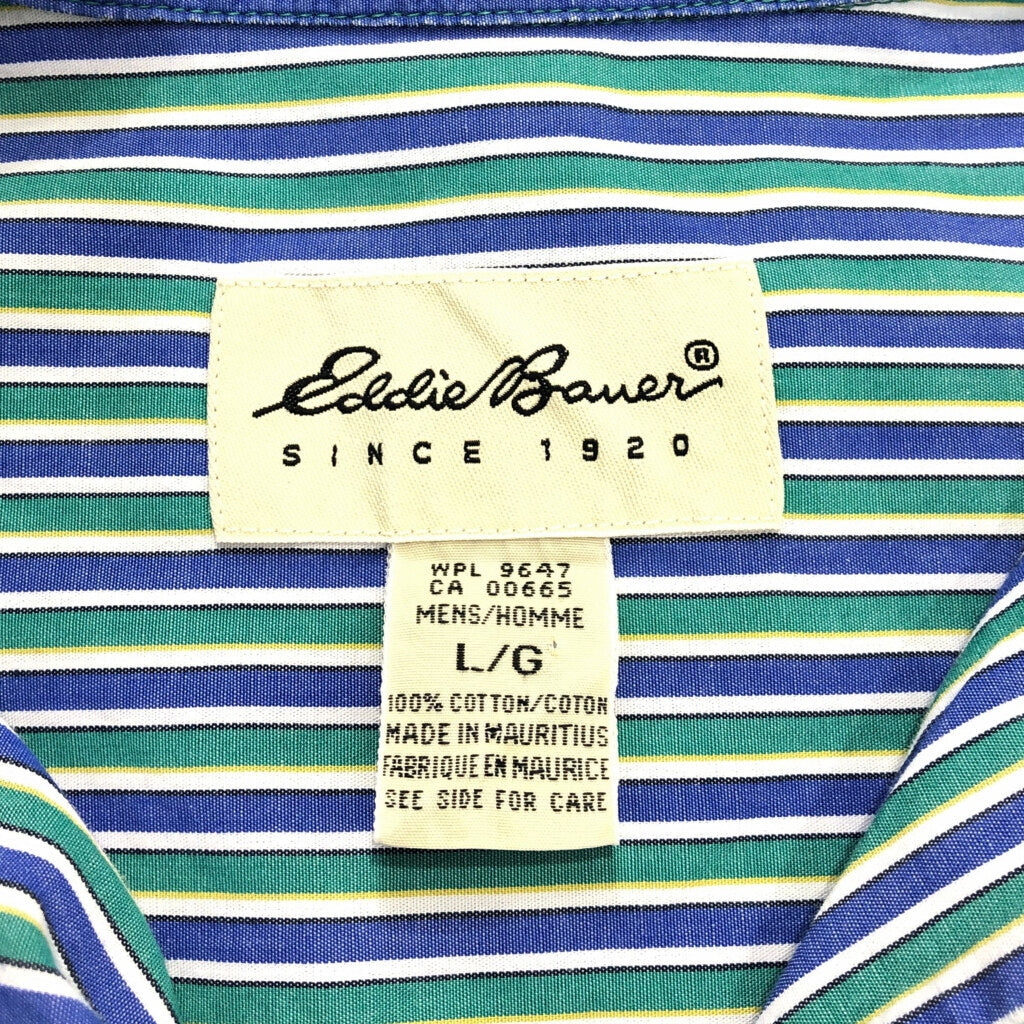 Eddie Bauer®
SINCE 1920
WPL 9647
CA 00665
MENS/HOMME
L/G
100% COTTON/COTON
MADE IN MAURITIUS
FABRIQUE EN MAURICE
SEE SIDE FOR CARE